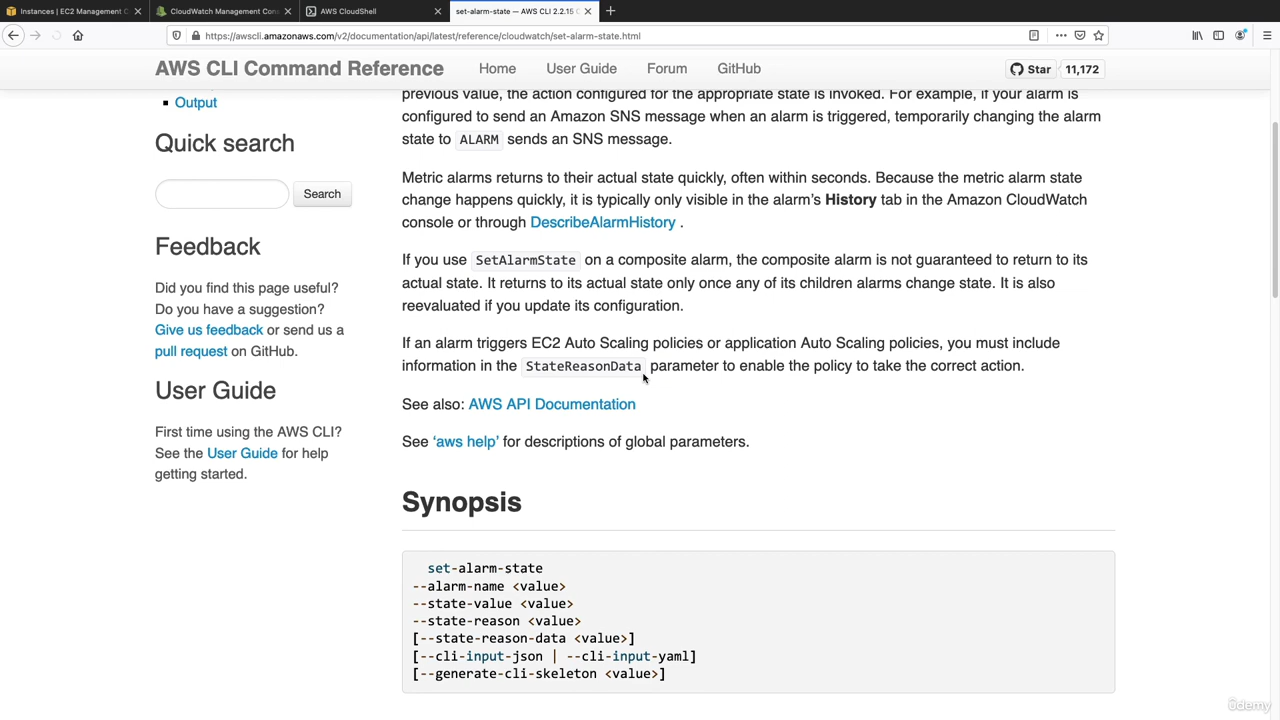 Instances | EC2 Management C
CloudWatch Management Con
AWS CloudShell
set-alarm-state — AWS CLI 2.2.15 C
https://awscli.amazonaws.com/v2/documentation/api/latest/reference/cloudwatch/set-alarm-state.html
AWS CLI Command Reference
Home
User Guide
Forum
GitHub
Star
11,172
Output
Quick search
Search
Feedback
Did you find this page useful?
Do you have a suggestion?
Give us feedback or send us a
pull request on GitHub.
User Guide
First time using the AWS CLI?
See the User Guide for help
getting started.
previous value, the action configured for the appropriate state is invoked. For example, if your alarm is
configured to send an Amazon SNS message when an alarm is triggered, temporarily changing the alarm
state to ALARM sends an SNS message.
Metric alarms returns to their actual state quickly, often within seconds. Because the metric alarm state
change happens quickly, it is typically only visible in the alarm's History tab in the Amazon CloudWatch
console or through DescribeAlarmHistory .
If you use SetAlarmState on a composite alarm, the composite alarm is not guaranteed to return to its
actual state. It returns to its actual state only once any of its children alarms change state. It is also
reevaluated if you update its configuration.
If an alarm triggers EC2 Auto Scaling policies or application Auto Scaling policies, you must include
information in the StateReasonData parameter to enable the policy to take the correct action.
See also: AWS API Documentation
See 'aws help' for descriptions of global parameters.
Synopsis
set-alarm-state
--alarm-name <value>
--state-value <value>
--state-reason <value>
[--state-reason-data <value>]
[--cli-input-json | --cli-input-yaml]
[--generate-cli-skeleton <value>]
ûdemy